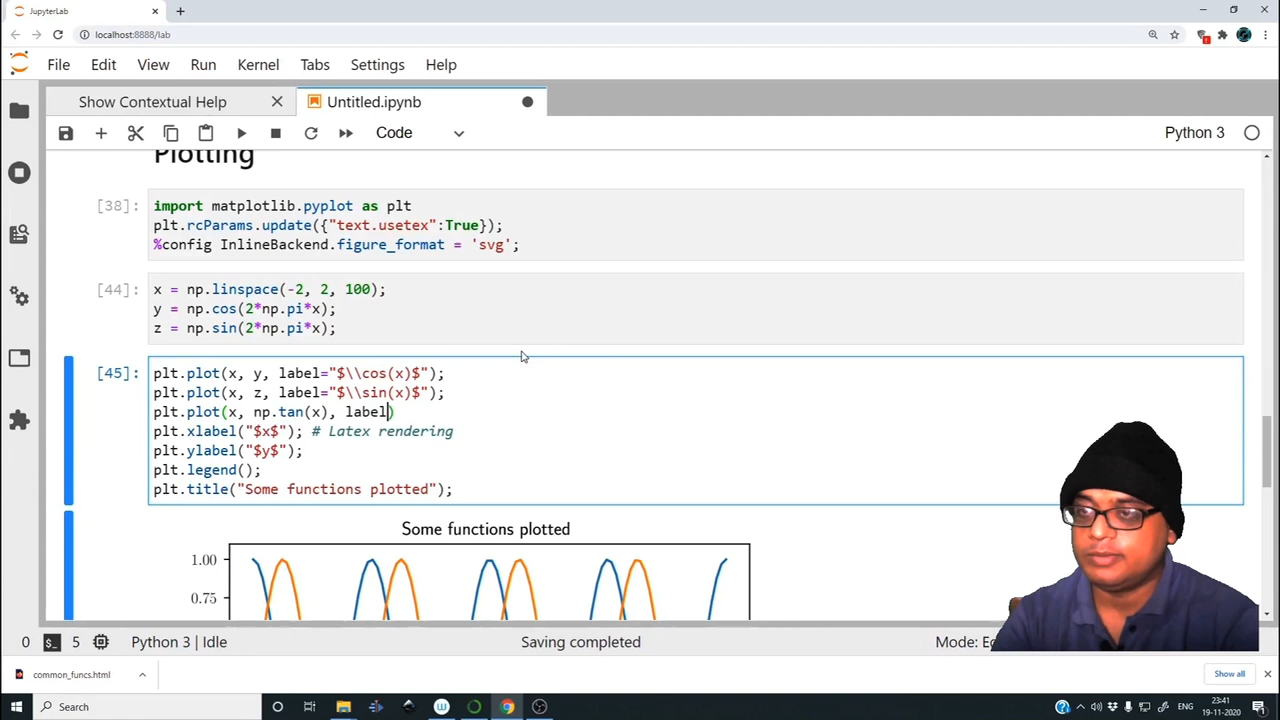 JupyterLab
localhost:8888/lab
File Edit View Run Kernel Tabs Settings Help
Show Contextual Help
Untitled.ipynb
Code
Python 3
Plotting
[38]:
import matplotlib.pyplot as plt
plt.rcParams.update({"text.usetex":True});
%config InlineBackend.figure_format = 'svg';
[44]:
x = np.linspace(-2, 2, 100);
y = np.cos(2*np.pi*x);
z = np.sin(2*np.pi*x);
[45]:
plt.plot(x, y, label="$\\cos(x)$");
plt.plot(x, z, label="$\\sin(x)$");
plt.plot(x, np.tan(x), label)
plt.xlabel("$x$"); # Latex rendering
plt.ylabel("$y$");
plt.legend();
plt.title("Some functions plotted");
Some functions plotted
1.00
0.75
0 5 Python 3 | Idle Saving completed Mode:
common_funcs.html
Show all
Search
ENG
23:41
19-11-2020